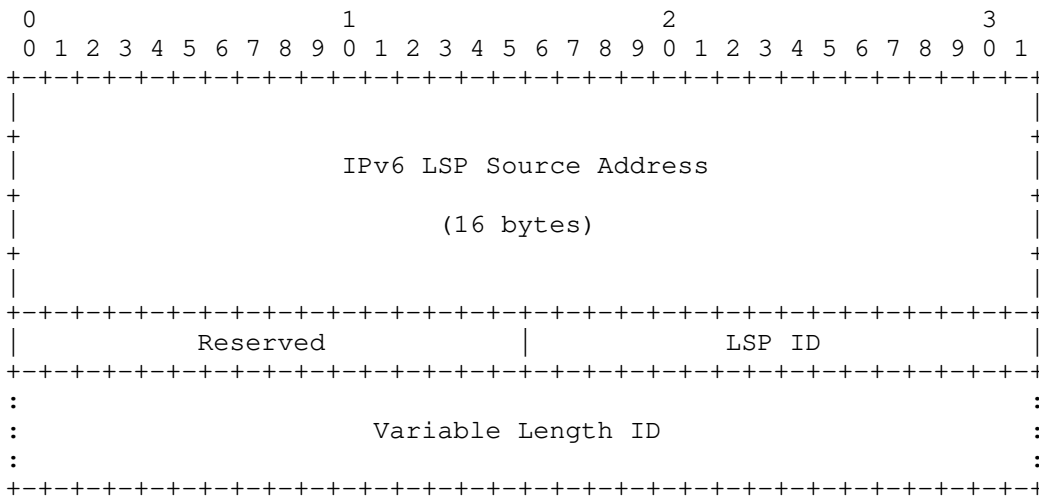 0                   1                   2                   3
 0 1 2 3 4 5 6 7 8 9 0 1 2 3 4 5 6 7 8 9 0 1 2 3 4 5 6 7 8 9 0 1
+-+-+-+-+-+-+-+-+-+-+-+-+-+-+-+-+-+-+-+-+-+-+-+-+-+-+-+-+-+-+-+-+
|                                                               |
+                                                               +
|                    IPv6 LSP Source Address                    |
+                                                               +
|                          (16 bytes)                           |
+                                                               +
|                                                               |
+-+-+-+-+-+-+-+-+-+-+-+-+-+-+-+-+-+-+-+-+-+-+-+-+-+-+-+-+-+-+-+-+
|           Reserved            |            LSP ID             |
+-+-+-+-+-+-+-+-+-+-+-+-+-+-+-+-+-+-+-+-+-+-+-+-+-+-+-+-+-+-+-+-+
:                                                               :
:                      Variable Length ID                       :
:                                                               :
+-+-+-+-+-+-+-+-+-+-+-+-+-+-+-+-+-+-+-+-+-+-+-+-+-+-+-+-+-+-+-+-+